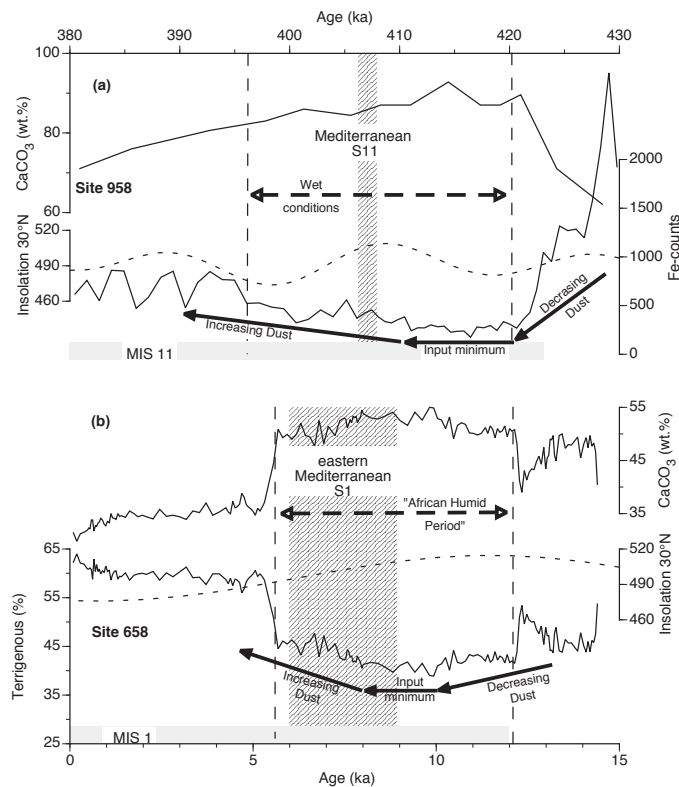 Age (ka)
380 390 400 410 420 430
(a)
100
80
60
CaCO3 (wt.%)
Mediterranean
S11
Site 958
Wet
conditions
2000
1500
1000
500
0
Fe-counts
520
490
460
Insolation 30°N
Decrasing
Dust
Increasing Dust
Input minimum
MIS 11
(b)
55
45
35
CaCO3 (wt.%)
eastern
Mediterranean
S1
"African Humid
Period"
65
55
45
35
25
Terrigenous (%)
520
490
460
Insolation 30°N
Site 658
Increasing
Dust
Input
minimum
Decreasing
Dust
MIS 1
0 5 10 15
Age (ka)